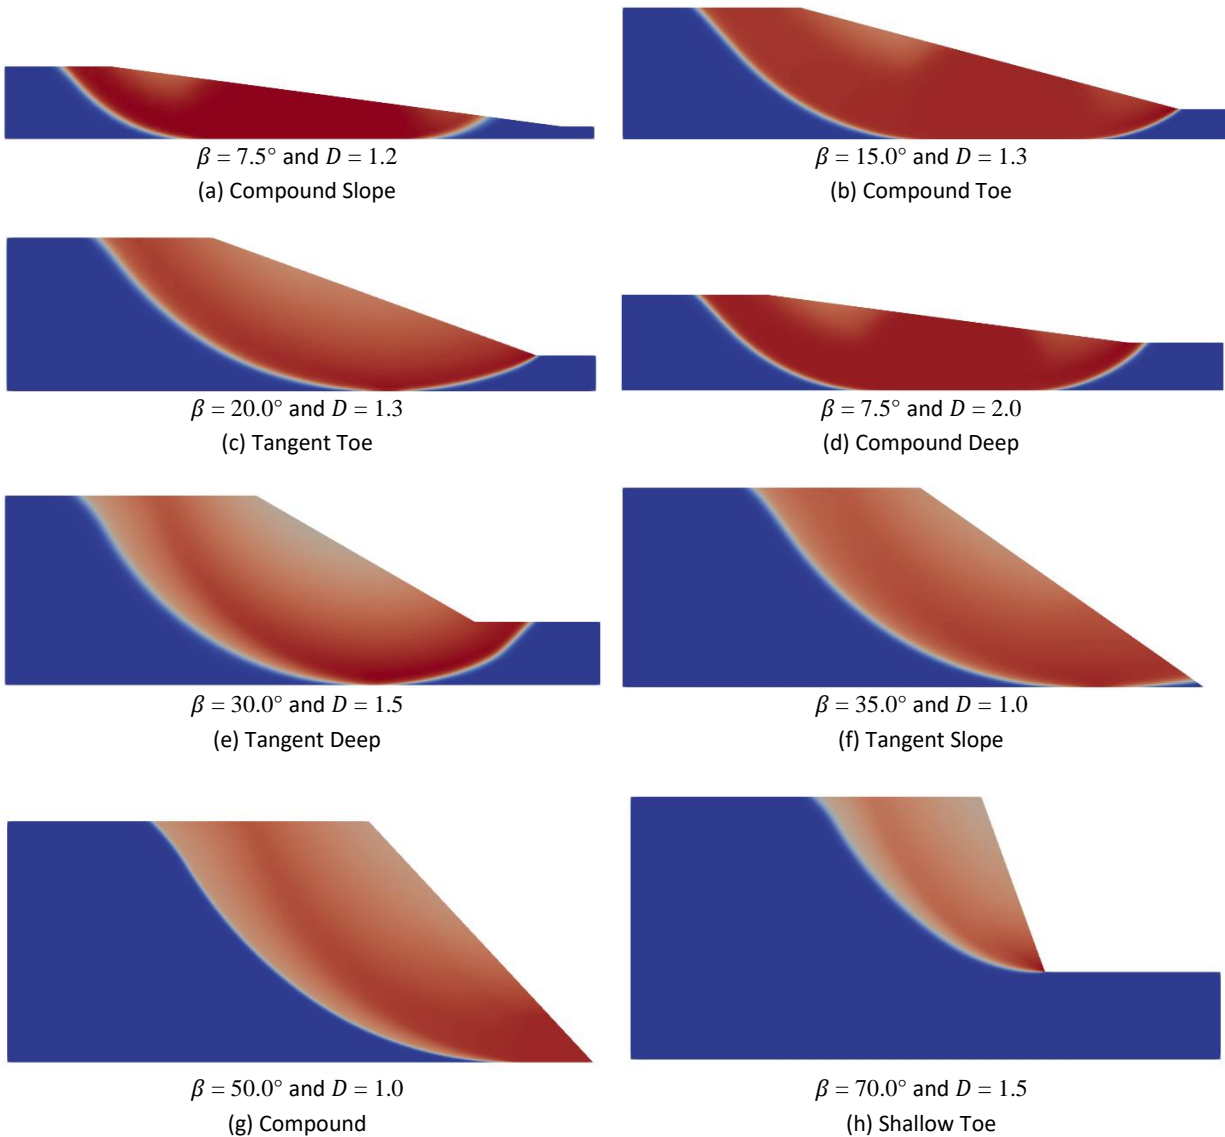 β = 7.5° and D = 1.2
(a) Compound Slope
β = 15.0° and D = 1.3
(b) Compound Toe
β = 20.0° and D = 1.3
(c) Tangent Toe
β = 7.5° and D = 2.0
(d) Compound Deep
β = 30.0° and D = 1.5
(e) Tangent Deep
β = 35.0° and D = 1.0
(f) Tangent Slope
β = 50.0° and D = 1.0
(g) Compound
β = 70.0° and D = 1.5
(h) Shallow Toe